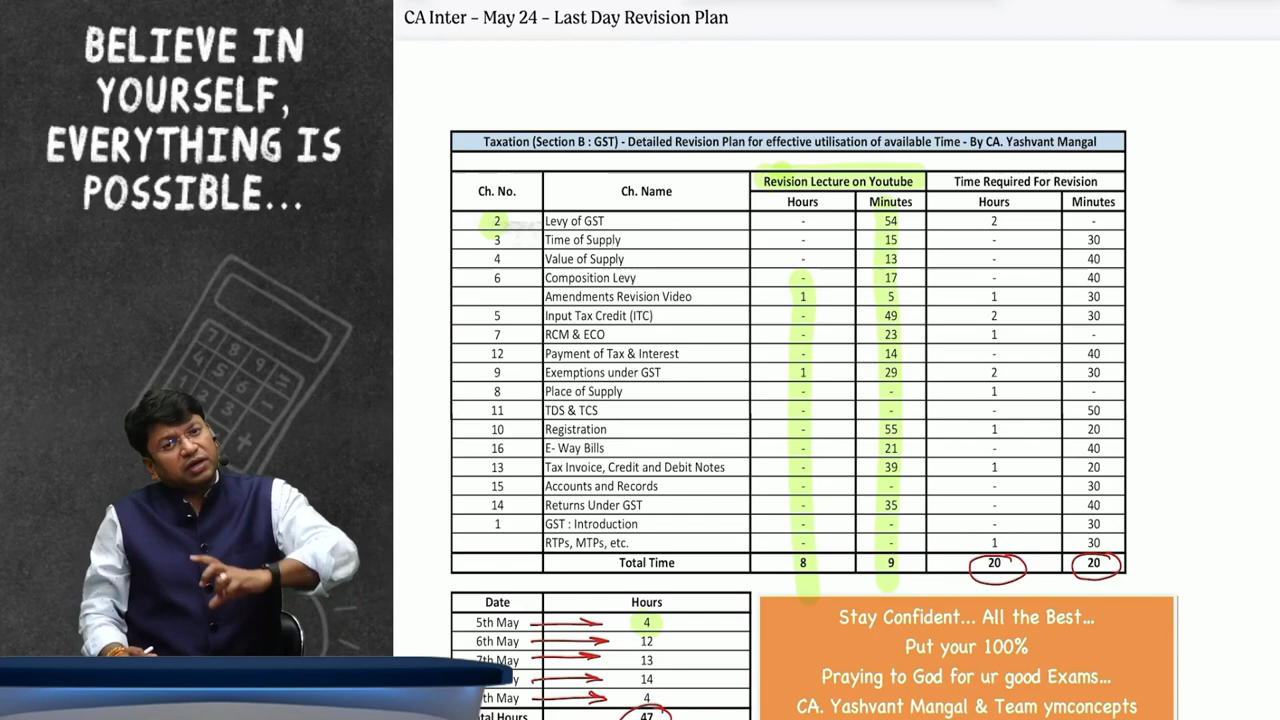 BELIEVE IN
YOURSELF,
EVERYTHING IS
POSSIBLE...
CA Inter - May 24 - Last Day Revision Plan
Taxation (Section B : GST) - Detailed Revision Plan for effective utilisation of available Time - By CA. Yashvant Mangal
Ch. No. Ch. Name Revision Lecture on Youtube Time Required For Revision
Hours Minutes Hours Minutes
2 Levy of GST - 54 2 -
3 Time of Supply - 15 - 30
4 Value of Supply - 13 - 40
6 Composition Levy - 17 - 40
Amendments Revision Video 1 5 1 30
5 Input Tax Credit (ITC) - 49 2 30
7 RCM & ECO - 23 1 -
12 Payment of Tax & Interest - 14 - 40
9 Exemptions under GST 1 29 2 30
8 Place of Supply - - 1 -
11 TDS & TCS - - - 50
10 Registration - 55 1 20
16 E- Way Bills - 21 - 40
13 Tax Invoice, Credit and Debit Notes - 39 1 20
15 Accounts and Records - - - 30
14 Returns Under GST - 35 - 40
1 GST : Introduction - - - 30
RTPs, MTPs, etc. - - 1 30
Total Time 8 9 20 20
Date Hours
5th May 4
6th May 12
7th May 13
14
May 4
Hours 47
Stay Confident... All the Best...
Put your 100%
Praying to God for ur good Exams...
CA. Yashvant Mangal & Team ymconcepts
7 8 9
4 5 6